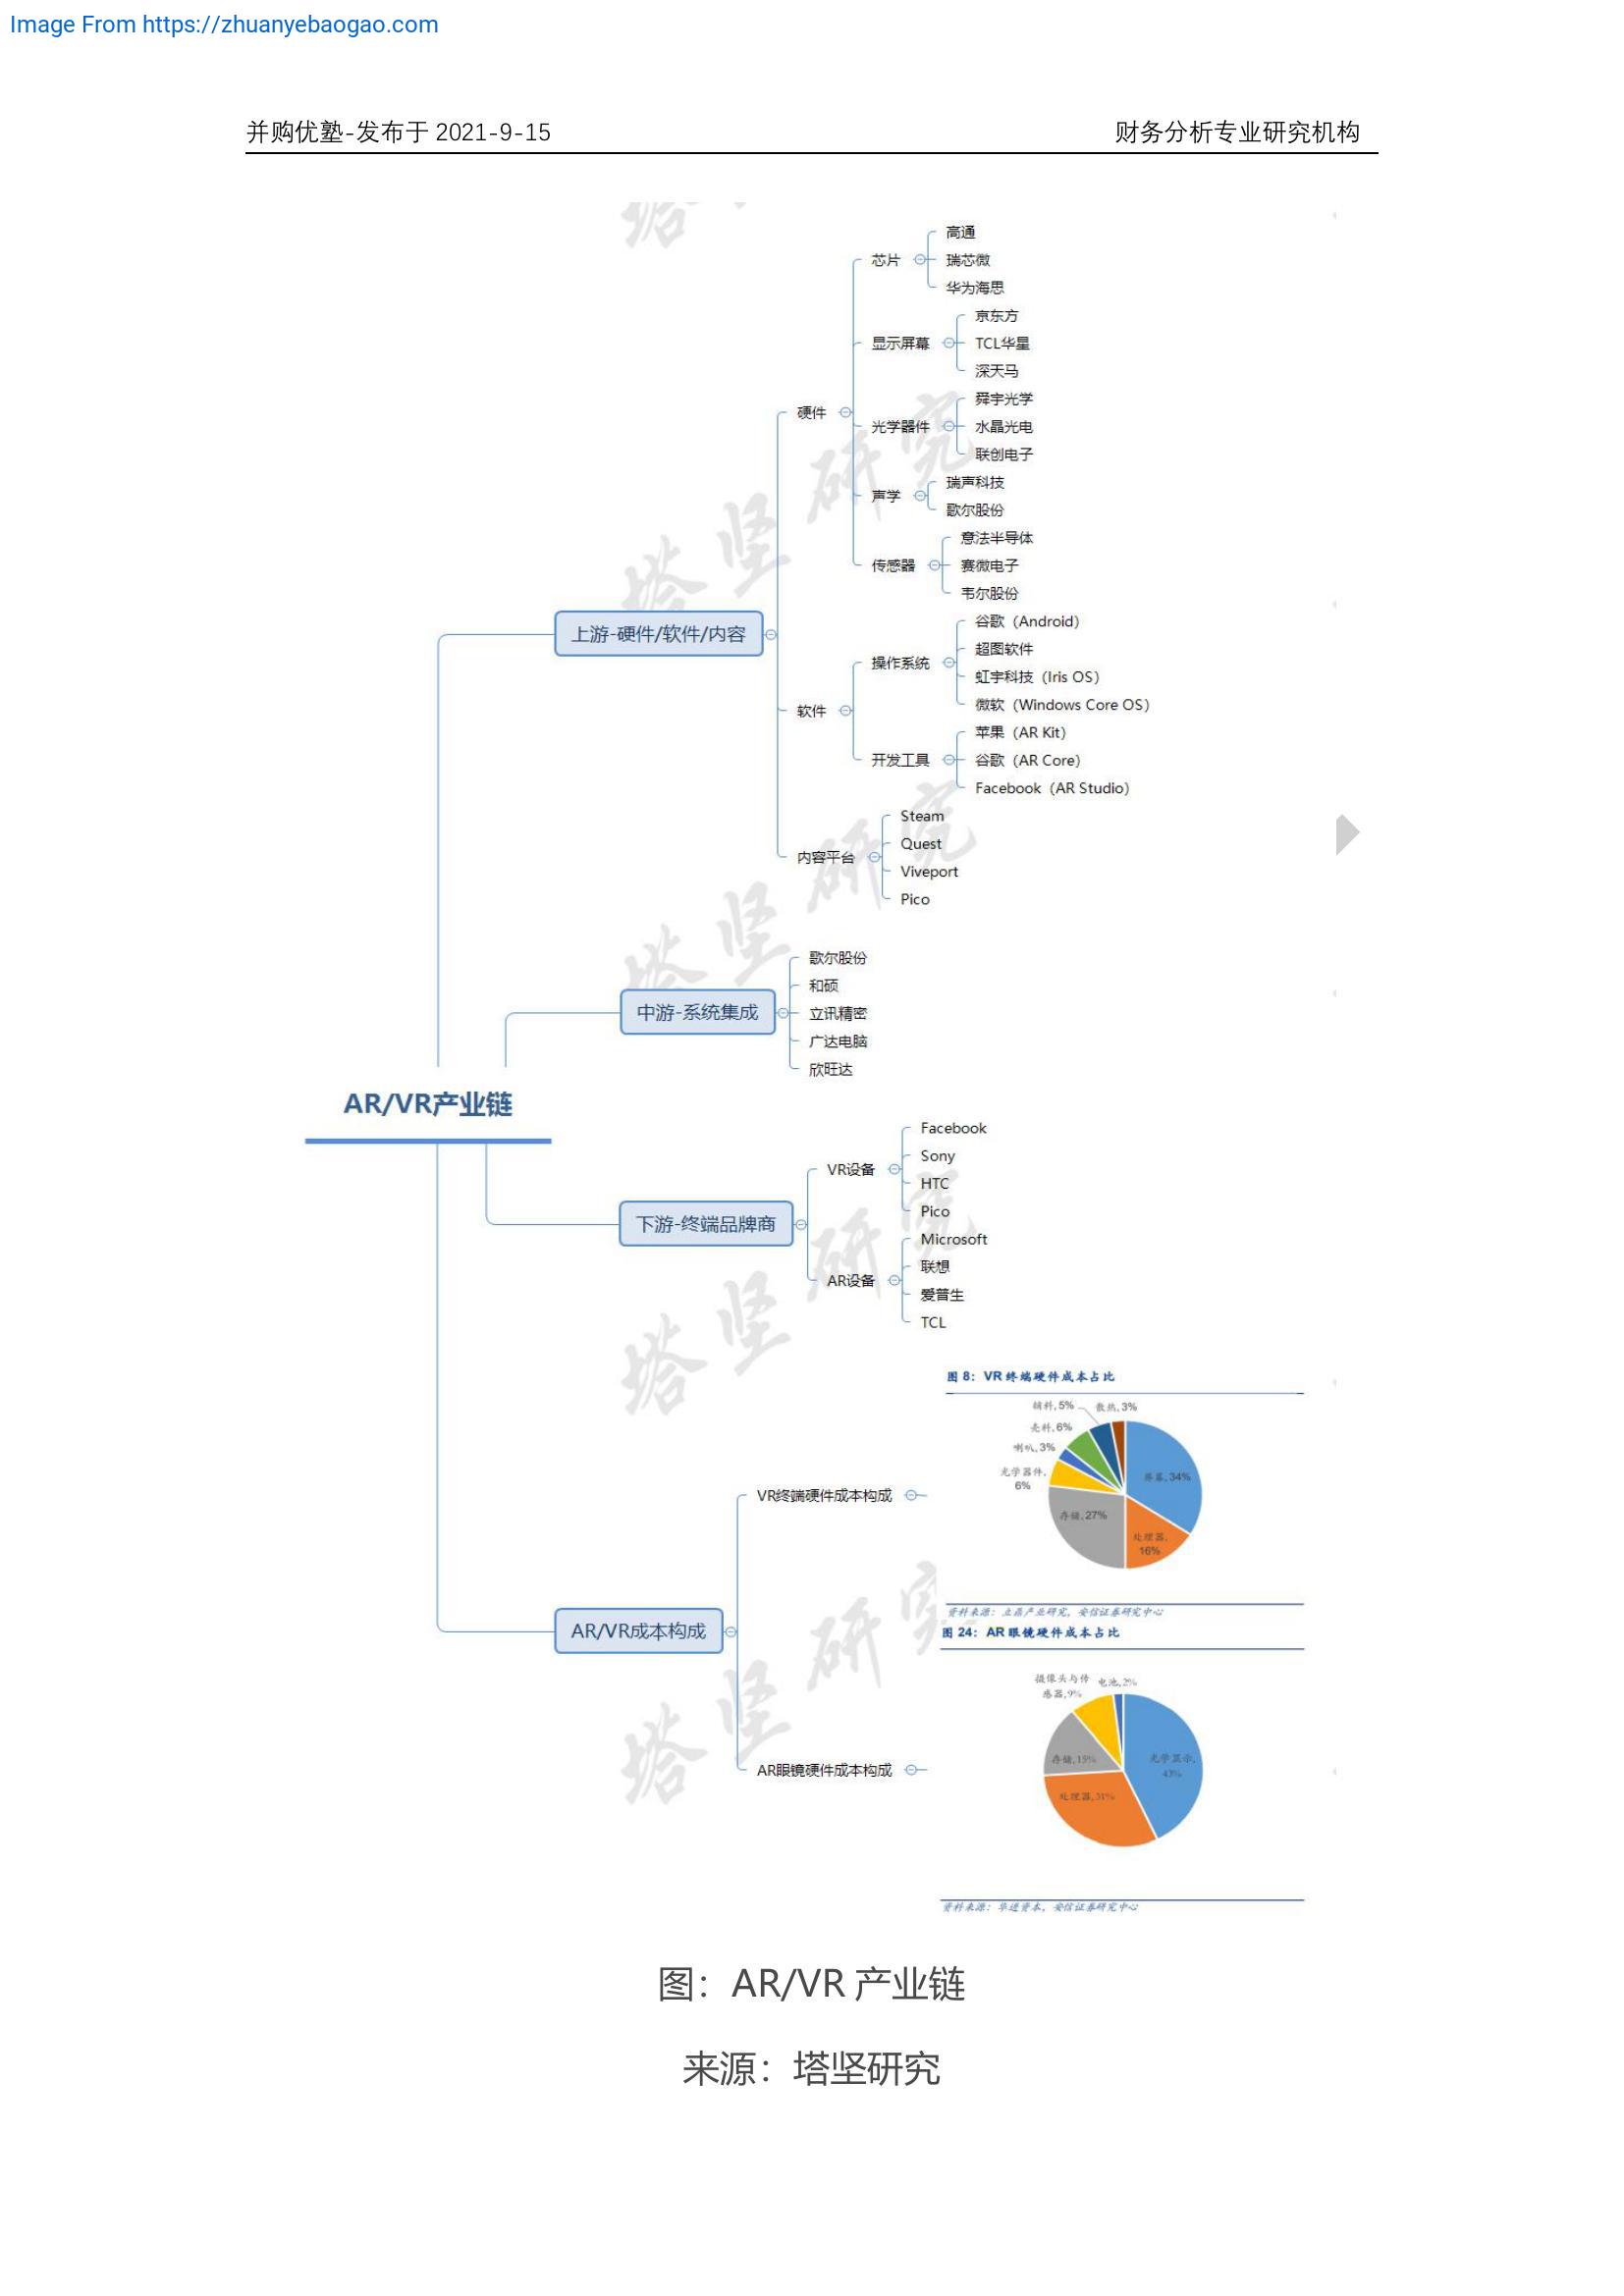 Image From https://zhuanyebaogao.com
并购优塾-发布于 2021-9-15
财务分析专业研究机构
AR/VR产业链
上游-硬件/软件/内容
硬件
芯片
高通
瑞芯微
华为海思
显示屏幕
京东方
TCL华星
深天马
光学器件
舜宇光学
水晶光电
联创电子
声学
瑞声科技
歌尔股份
传感器
意法半导体
赛微电子
韦尔股份
软件
操作系统
谷歌（Android）
超图软件
虹宇科技（Iris OS）
微软（Windows Core OS）
开发工具
苹果（AR Kit）
谷歌（AR Core）
Facebook（AR Studio）
内容平台
Steam
Quest
Viveport
Pico
中游-系统集成
歌尔股份
和硕
立讯精密
广达电脑
欣旺达
下游-终端品牌商
VR设备
Facebook
Sony
HTC
Pico
AR设备
Microsoft
联想
爱普生
TCL
AR/VR成本构成
VR终端硬件成本构成
图 8：VR 终端硬件成本占比
辅料, 5%
散热, 3%
壳料, 6%
喇叭, 3%
光学器件,
6%
屏幕, 34%
存储, 27%
处理器,
16%
资料来源：立鼎产业研究，安信证券研究中心
AR眼镜硬件成本构成
图 24：AR 眼镜硬件成本占比
摄像头与传
感器, 9%
电池, 2%
存储, 15%
光学显示,
43%
处理器, 31%
资料来源：华进资本，安信证券研究中心
塔坚研究
塔坚研究
塔坚研究
塔坚研究
图：AR/VR 产业链
来源：塔坚研究